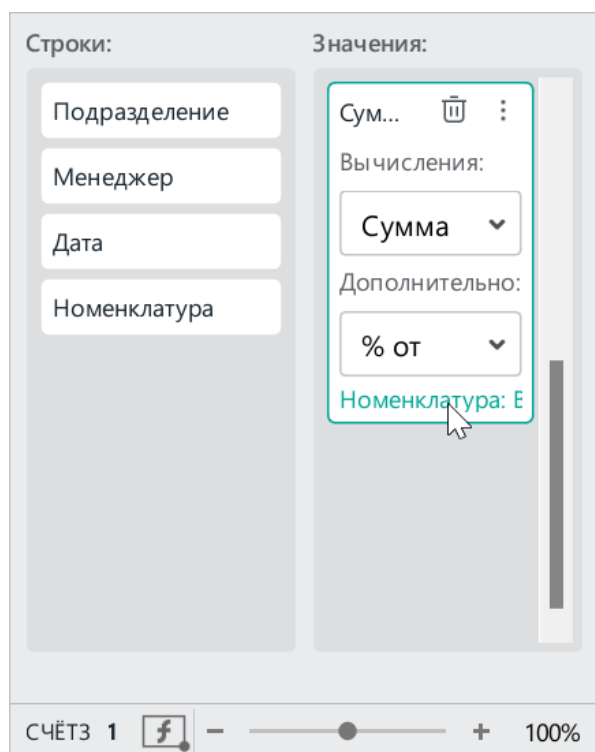 Строки:
Значения:
Подразделение
Менеджер
Дата
Номенклатура
Сум...
Вычисления:
Сумма
Дополнительно:
% от
Номенклатура: В
СЧЁТЗ 1
100%